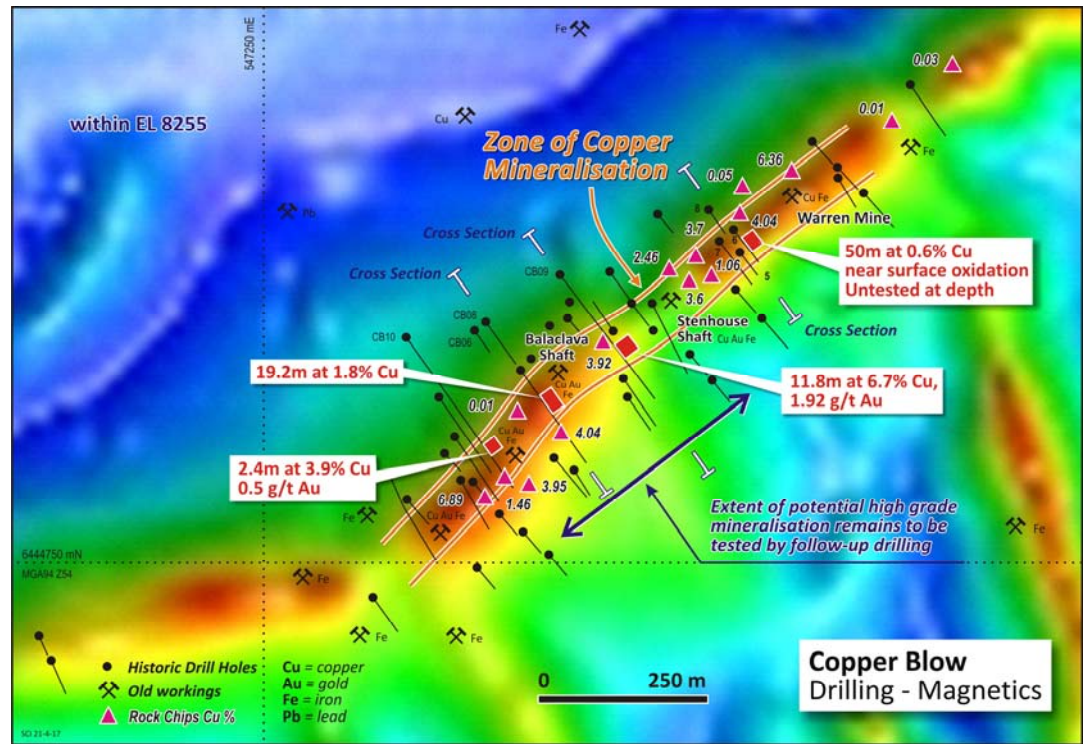 547250 mE
Fe
within EL 8255
Cu
Pb
Zone of Copper
Mineralisation
0.03
0.01
Fe
6.36
0.05
Cu Fe
Warren Mine
8
4.04
6
7
5
3.7
2.46
1.06
3.6
Cross Section
Cross Section
CB09
CB08
CB06
CB10
50m at 0.6% Cu
near surface oxidation
Untested at depth
Stenhouse
Shaft
Cu Au Fe
Cross Section
Balaclava
Shaft
3.92
Cu Au
Fe
19.2m at 1.8% Cu
11.8m at 6.7% Cu,
1.92 g/t Au
0.01
Cu Au
Fe
4.04
2.4m at 3.9% Cu
0.5 g/t Au
3.95
1.46
6.89
Cu Au Fe
Fe
Extent of potential high grade
mineralisation remains to be
tested by follow-up drilling
Fe
6444750 mN
MGA94 Z54
Fe
Fe
Fe
Historic Drill Holes
Old workings
Rock Chips Cu %
Cu = copper
Au = gold
Fe = iron
Pb = lead
0 250 m
Copper Blow
Drilling - Magnetics
SCI 21-4-17